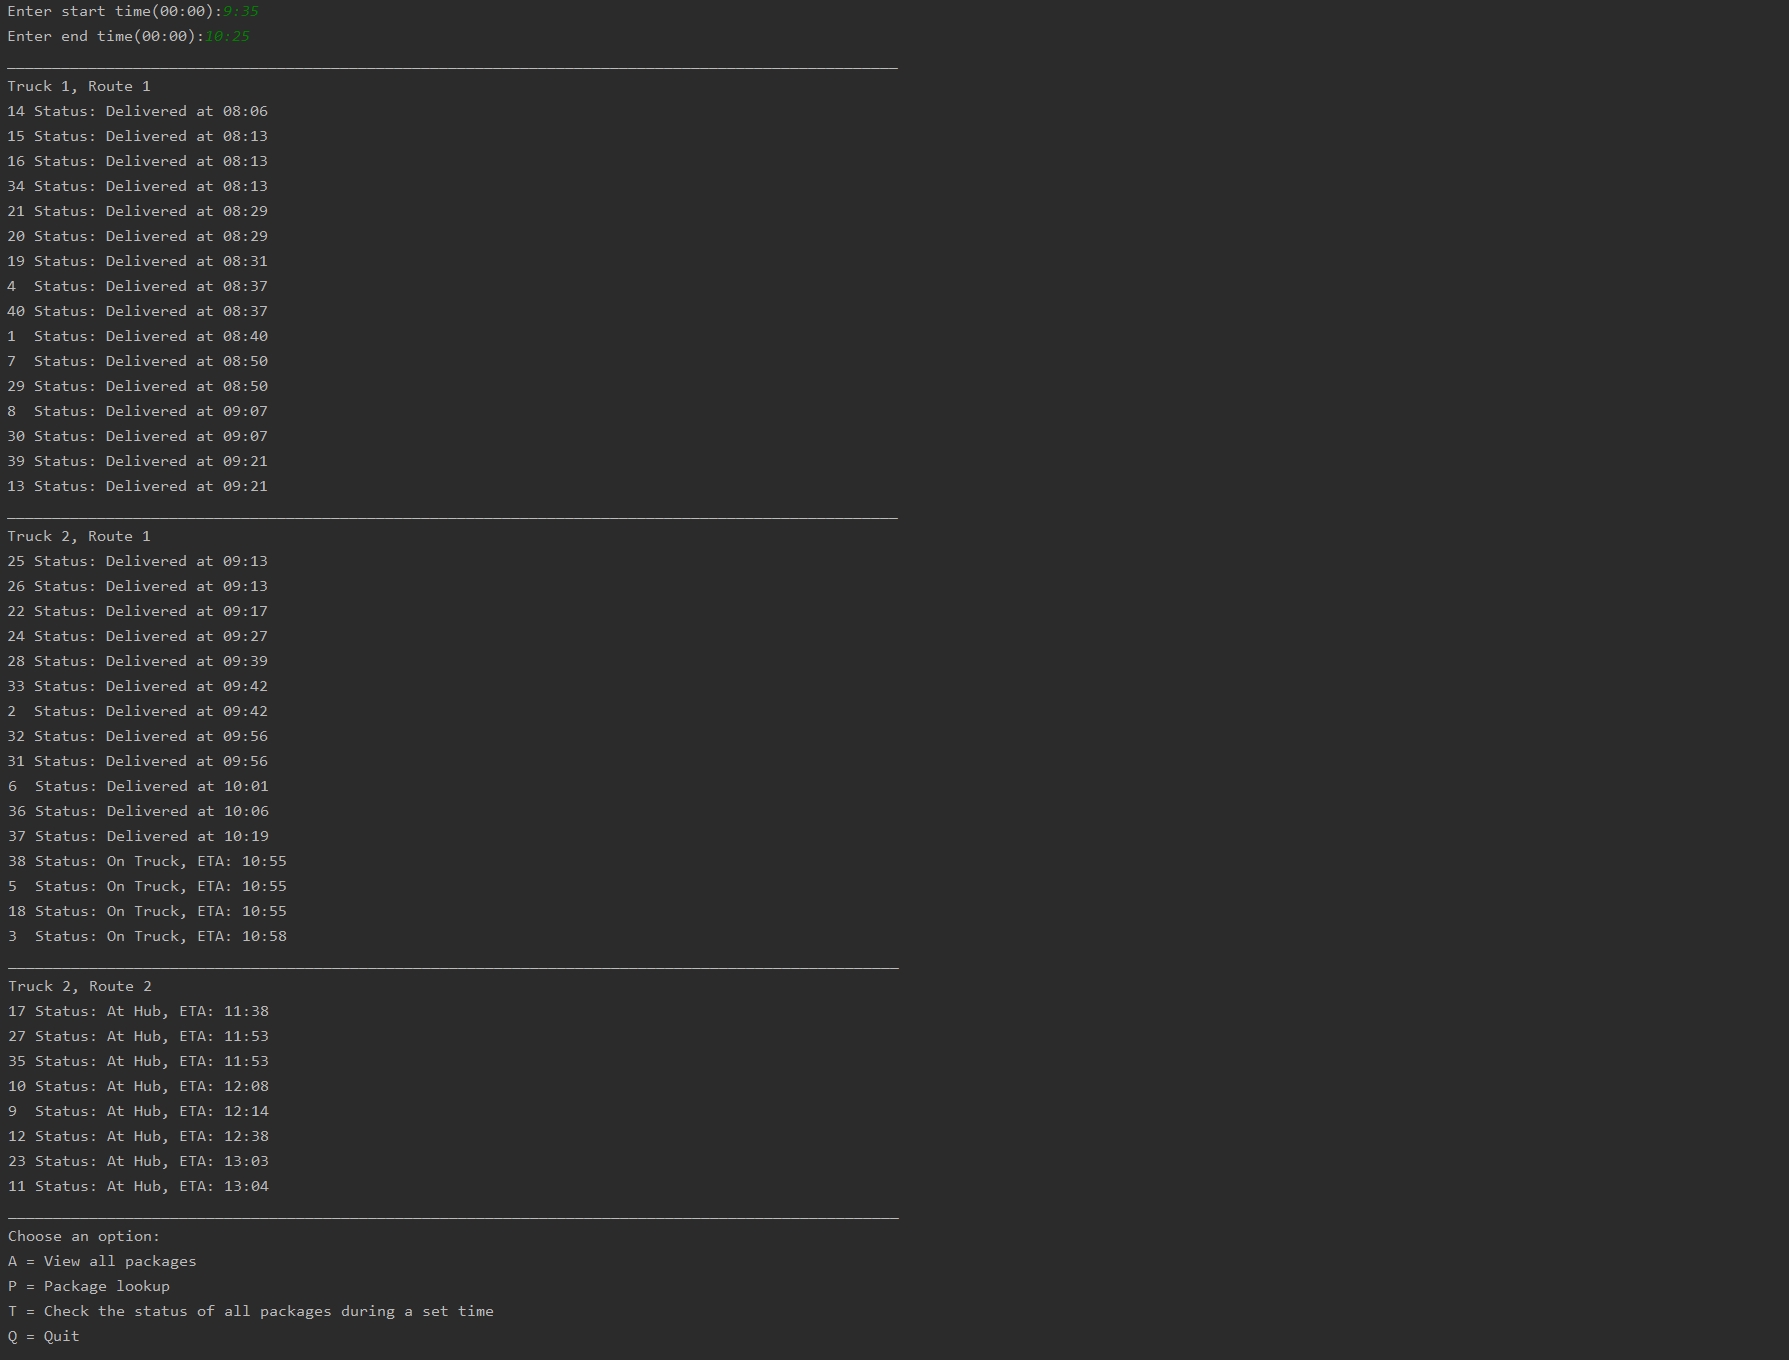 Enter start time(00:00):9:35
Enter end time(00:00):10:25
Truck 1, Route 1
14 Status: Delivered at 08:06
15 Status: Delivered at 08:13
16 Status: Delivered at 08:13
34 Status: Delivered at 08:13
21 Status: Delivered at 08:29
20 Status: Delivered at 08:29
19 Status: Delivered at 08:31
4  Status: Delivered at 08:37
40 Status: Delivered at 08:37
1  Status: Delivered at 08:40
7  Status: Delivered at 08:50
29 Status: Delivered at 08:50
8  Status: Delivered at 09:07
30 Status: Delivered at 09:07
39 Status: Delivered at 09:21
13 Status: Delivered at 09:21
Truck 2, Route 1
25 Status: Delivered at 09:13
26 Status: Delivered at 09:13
22 Status: Delivered at 09:17
24 Status: Delivered at 09:27
28 Status: Delivered at 09:39
33 Status: Delivered at 09:42
2  Status: Delivered at 09:42
32 Status: Delivered at 09:56
31 Status: Delivered at 09:56
6  Status: Delivered at 10:01
36 Status: Delivered at 10:06
37 Status: Delivered at 10:19
38 Status: On Truck, ETA: 10:55
5  Status: On Truck, ETA: 10:55
18 Status: On Truck, ETA: 10:55
3  Status: On Truck, ETA: 10:58
Truck 2, Route 2
17 Status: At Hub, ETA: 11:38
27 Status: At Hub, ETA: 11:53
35 Status: At Hub, ETA: 11:53
10 Status: At Hub, ETA: 12:08
9  Status: At Hub, ETA: 12:14
12 Status: At Hub, ETA: 12:38
23 Status: At Hub, ETA: 13:03
11 Status: At Hub, ETA: 13:04
Choose an option:
A = View all packages
P = Package lookup
T = Check the status of all packages during a set time
Q = Quit